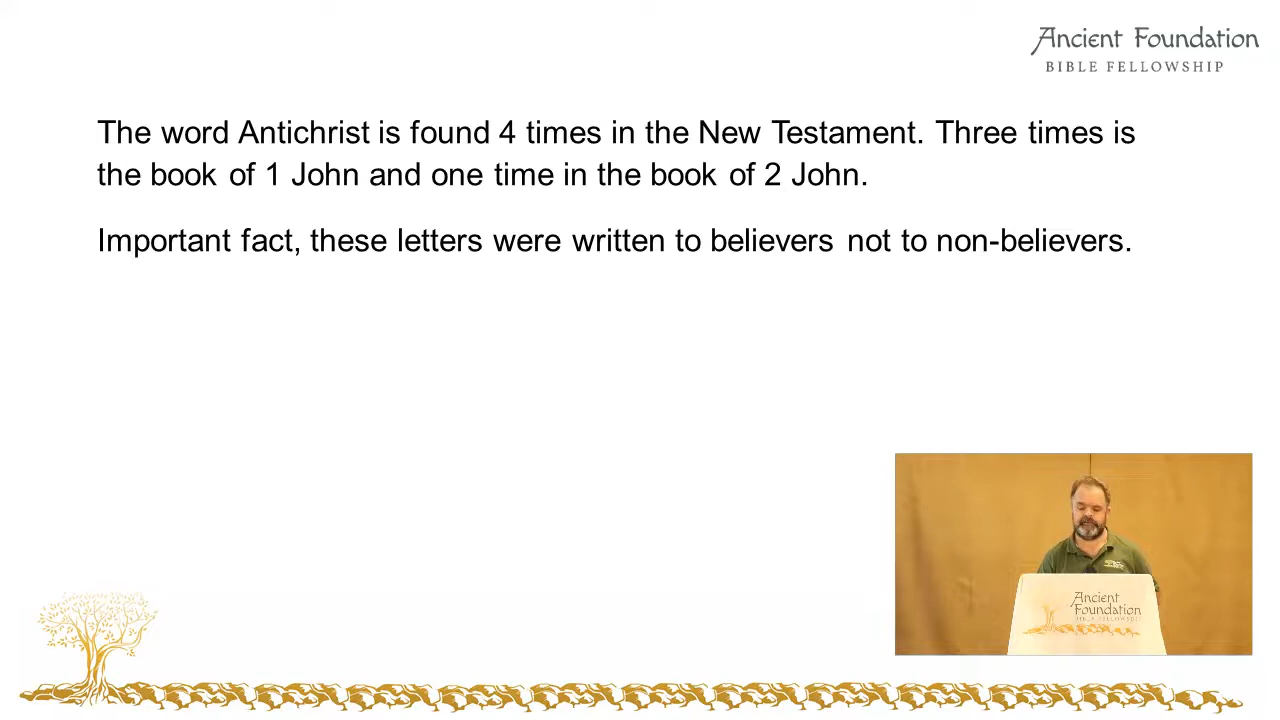 Ancient Foundation
BIBLE FELLOWSHIP
The word Antichrist is found 4 times in the New Testament. Three times is
the book of 1 John and one time in the book of 2 John.
Important fact, these letters were written to believers not to non-believers.
Ancient
Foundation
BIBLE FELLOWSHIP